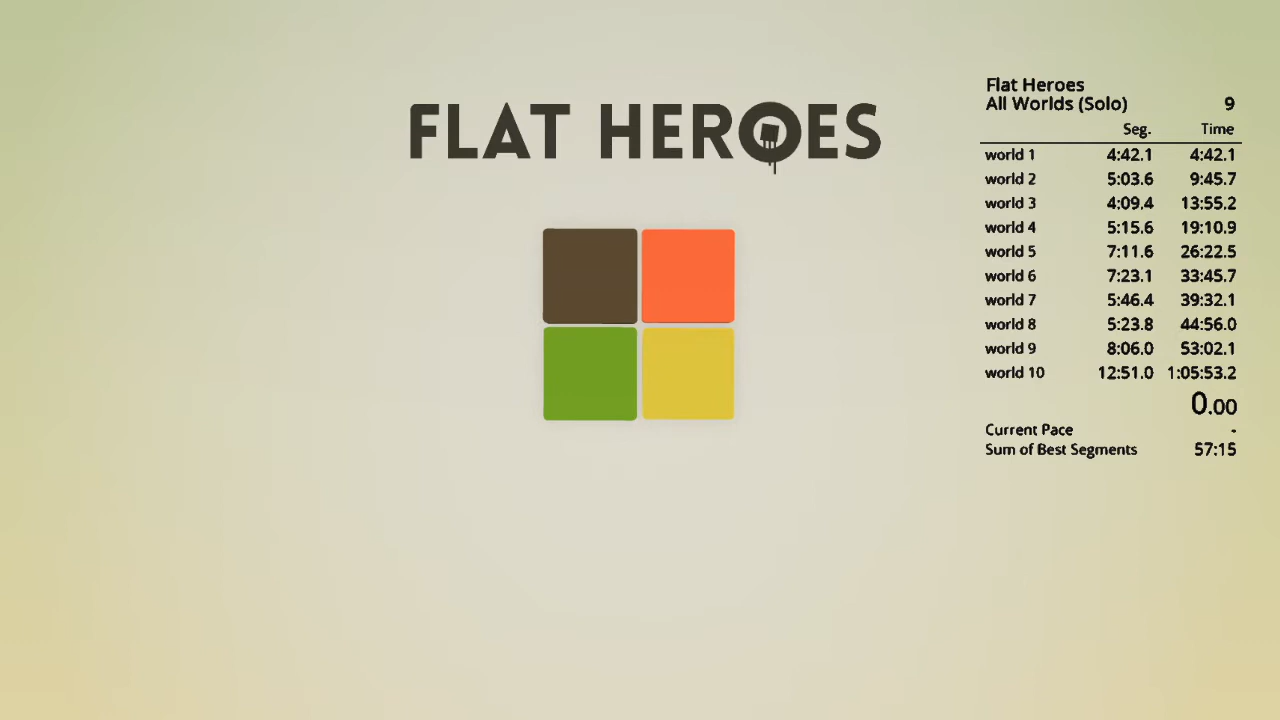 FLAT HEROES
Flat Heroes
All Worlds (Solo) 9
Seg. Time
world 1 4:42.1 4:42.1
world 2 5:03.6 9:45.7
world 3 4:09.4 13:55.2
world 4 5:15.6 19:10.9
world 5 7:11.6 26:22.5
world 6 7:23.1 33:45.7
world 7 5:46.4 39:32.1
world 8 5:23.8 44:56.0
world 9 8:06.0 53:02.1
world 10 12:51.0 1:05:53.2
0.00
Current Pace -
Sum of Best Segments 57:15